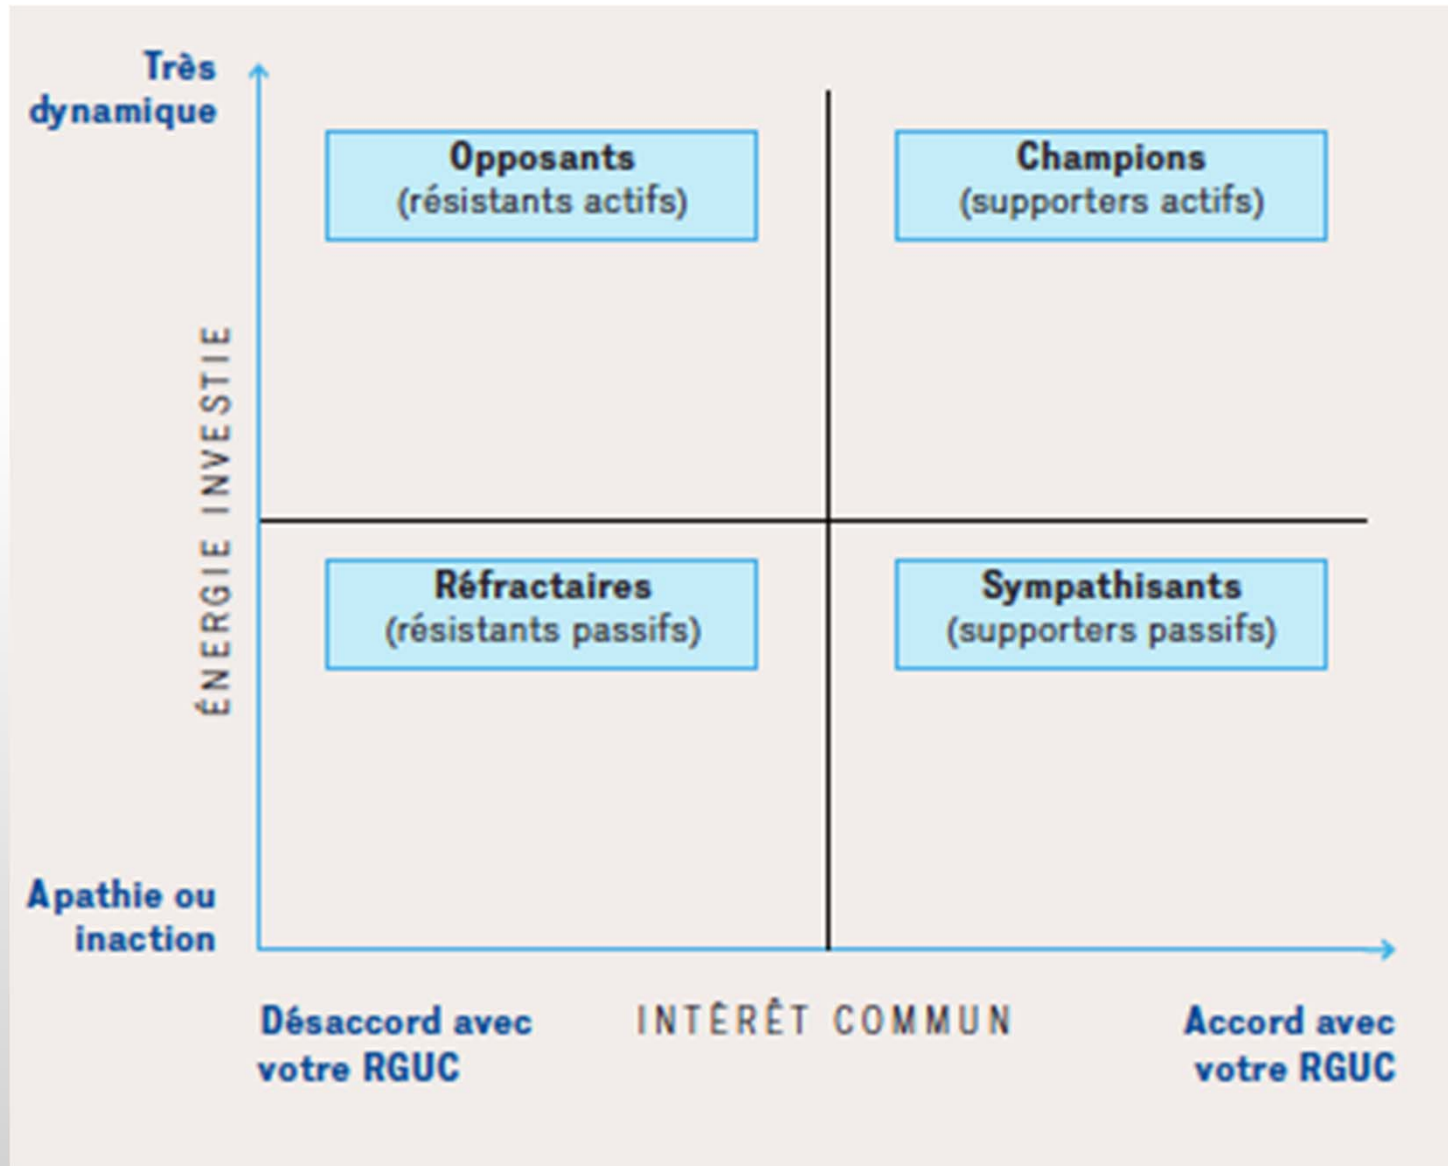 Très
dynamique
Opposants
(résistants actifs)
Champions
(supporters actifs)
ÉNERGIE INVESTIE
Réfractaires
(résistants passifs)
Sympathisants
(supporters passifs)
Apathie ou
inaction
Désaccord avec
votre RGUC
INTÉRÊT COMMUN
Accord avec
votre RGUC